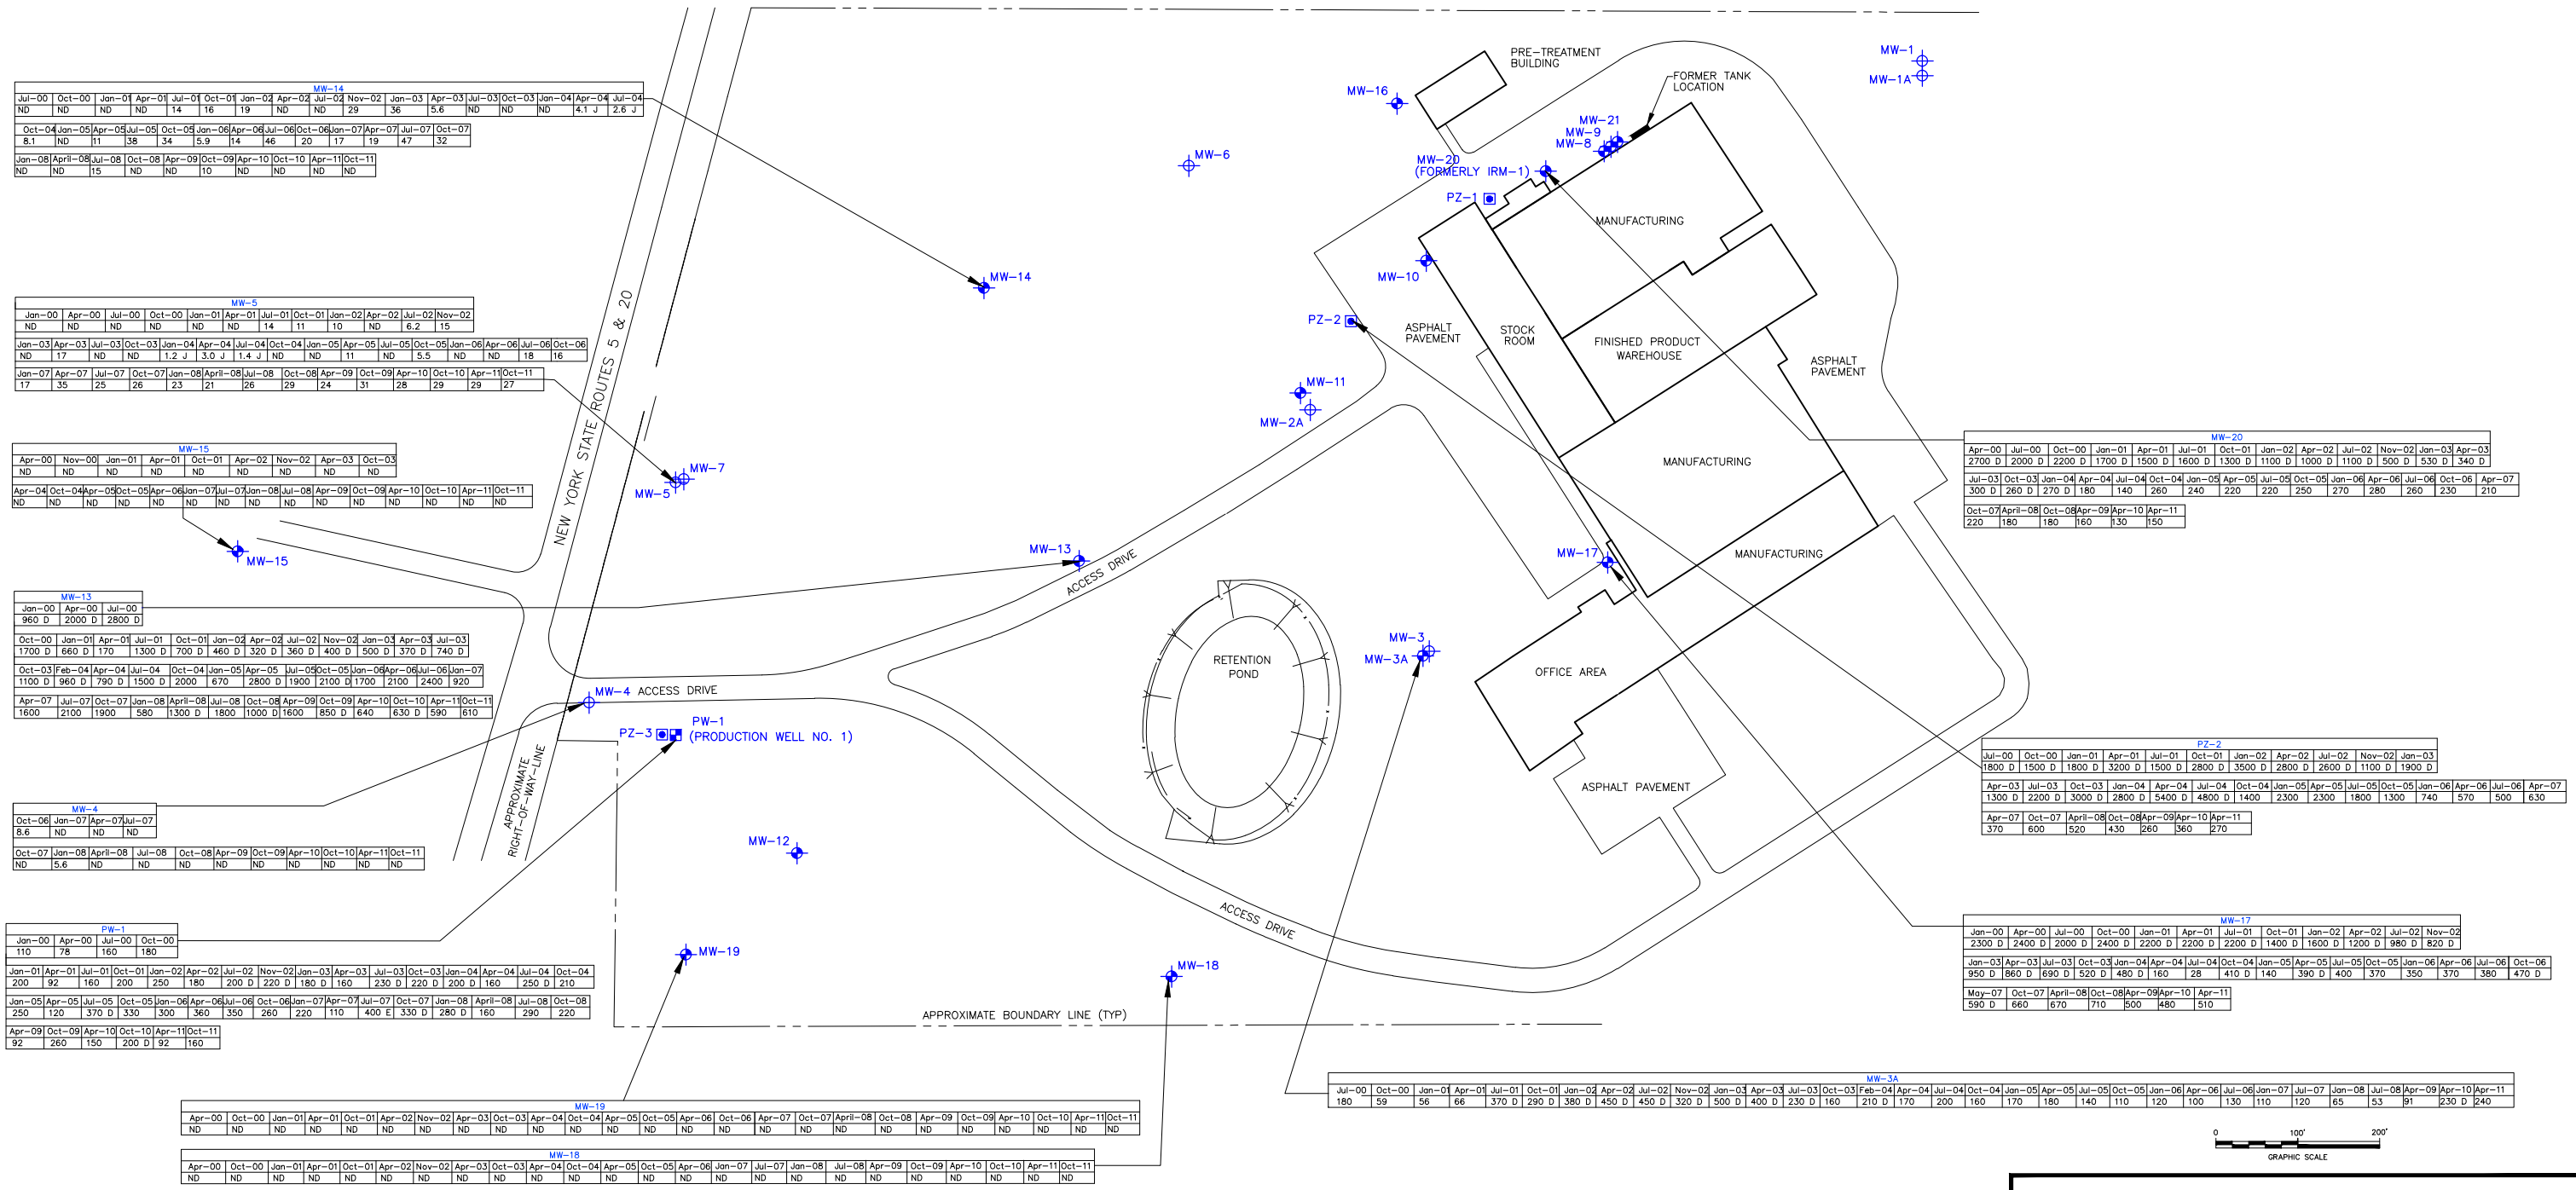 MW-14
Jul-00 Oct-00 Jan-01 Apr-01 Jul-01 Oct-01 Jan-02 Apr-02 Jul-02 Nov-02 Jan-03 Apr-03 Jul-03 Oct-03 Jan-04 Apr-04 Jul-04
ND ND ND ND 14 16 19 ND ND 29 36 5.6 ND ND ND 4.1 J 2.6 J
Oct-04 Jan-05 Apr-05 Jul-05 Oct-05 Jan-06 Apr-06 Jul-06 Oct-06 Jan-07 Apr-07 Jul-07 Oct-07
8.1 ND 11 38 34 5.9 14 46 20 17 19 47 32
Jan-08 April-08 Jul-08 Oct-08 Apr-09 Oct-09 Apr-10 Oct-10 Apr-11 Oct-11
ND ND 15 ND ND 10 ND ND ND ND
MW-5
Jan-00 Apr-00 Jul-00 Oct-00 Jan-01 Apr-01 Jul-01 Oct-01 Jan-02 Apr-02 Jul-02 Nov-02
ND ND ND ND ND ND 14 11 10 ND 6.2 15
Jan-03 Apr-03 Jul-03 Oct-03 Jan-04 Apr-04 Jul-04 Oct-04 Jan-05 Apr-05 Jul-05 Oct-05 Jan-06 Apr-06 Jul-06 Oct-06
ND 17 ND ND 1.2 J 3.0 J 1.4 J ND ND 11 ND 5.5 ND ND 18 16
Jan-07 Apr-07 Jul-07 Oct-07 Jan-08 April-08 Jul-08 Oct-08 Apr-09 Oct-09 Apr-10 Oct-10 Apr-11 Oct-11
17 35 25 26 23 21 26 29 24 31 28 29 29 27
MW-15
Apr-00 Nov-00 Jan-01 Apr-01 Oct-01 Apr-02 Nov-02 Apr-03 Oct-03
ND ND ND ND ND ND ND ND ND
Apr-04 Oct-04 Apr-05 Oct-05 Apr-06 Jan-07 Jul-07 Jan-08 Jul-08 Apr-09 Oct-09 Apr-10 Oct-10 Apr-11 Oct-11
ND ND ND ND ND ND ND ND ND ND ND ND ND ND ND
MW-13
Jan-00 Apr-00 Jul-00
960 D 2000 D 2800 D
Oct-00 Jan-01 Apr-01 Jul-01 Oct-01 Jan-02 Apr-02 Jul-02 Nov-02 Jan-03 Apr-03 Jul-03
1700 D 660 D 170 1300 D 700 D 460 D 320 D 360 D 400 D 500 D 370 D 740 D
Oct-03 Feb-04 Apr-04 Jul-04 Oct-04 Jan-05 Apr-05 Jul-05 Oct-05 Jan-06 Apr-06 Jul-06 Jan-07
1100 D 960 D 790 D 1500 D 2000 670 2800 D 1900 2100 D 1700 2100 2400 920
Apr-07 Jul-07 Oct-07 Jan-08 April-08 Jul-08 Oct-08 Apr-09 Oct-09 Apr-10 Oct-10 Apr-11 Oct-11
1600 2100 1900 580 1300 D 1800 1000 D 1600 850 D 640 630 D 590 610
MW-4
Oct-06 Jan-07 Apr-07 Jul-07
8.6 ND ND ND
Oct-07 Jan-08 April-08 Jul-08 Oct-08 Apr-09 Oct-09 Apr-10 Oct-10 Apr-11 Oct-11
ND 5.6 ND ND ND ND ND ND ND ND ND
PW-1
Jan-00 Apr-00 Jul-00 Oct-00
110 78 160 180
Jan-01 Apr-01 Jul-01 Oct-01 Jan-02 Apr-02 Jul-02 Nov-02 Jan-03 Apr-03 Jul-03 Oct-03 Jan-04 Apr-04 Jul-04 Oct-04
200 92 160 200 250 180 200 D 220 D 180 D 160 230 D 220 D 200 D 160 250 D 210
Jan-05 Apr-05 Jul-05 Oct-05 Jan-06 Apr-06 Jul-06 Oct-06 Jan-07 Apr-07 Jul-07 Oct-07 Jan-08 April-08 Jul-08 Oct-08
250 120 370 D 330 300 360 350 260 220 110 400 E 330 D 280 D 160 290 220
Apr-09 Oct-09 Apr-10 Oct-10 Apr-11 Oct-11
92 260 150 200 D 92 160
MW-19
Apr-00 Oct-00 Jan-01 Apr-01 Oct-01 Apr-02 Nov-02 Apr-03 Oct-03 Apr-04 Oct-04 Apr-05 Oct-05 Apr-06 Oct-06 Apr-07 Oct-07 April-08 Oct-08 Apr-09 Oct-09 Apr-10 Oct-10 Apr-11 Oct-11
ND ND ND ND ND ND ND ND ND ND ND ND ND ND ND ND ND ND ND ND ND ND ND ND ND
MW-18
Apr-00 Oct-00 Jan-01 Apr-01 Oct-01 Apr-02 Nov-02 Apr-03 Oct-03 Apr-04 Oct-04 Apr-05 Oct-05 Apr-06 Jan-07 Jul-07 Jan-08 Jul-08 Apr-09 Oct-09 Apr-10 Oct-10 Apr-11 Oct-11
ND ND ND ND ND ND ND ND ND ND ND ND ND ND ND ND ND ND ND ND ND ND ND ND
NEW YORK STATE ROUTES 5 & 20
APPROXIMATE
RIGHT-OF-WAY-LINE
MW-14
MW-7
MW-5
MW-15
MW-13
ACCESS DRIVE
MW-4 ACCESS DRIVE
PZ-3
PW-1
(PRODUCTION WELL NO. 1)
MW-12
MW-19
MW-18
APPROXIMATE BOUNDARY LINE (TYP)
ACCESS DRIVE
RETENTION
POND
MW-3
MW-3A
MW-6
MW-16
PRE-TREATMENT
BUILDING
FORMER TANK
LOCATION
MW-1
MW-1A
MW-21
MW-9
MW-8
MW-20
(FORMERLY IRM-1)
PZ-1
MW-10
PZ-2
MW-11
MW-2A
MANUFACTURING
ASPHALT
PAVEMENT
STOCK
ROOM
FINISHED PRODUCT
WAREHOUSE
ASPHALT
PAVEMENT
MANUFACTURING
MW-17
MANUFACTURING
OFFICE AREA
ASPHALT PAVEMENT
MW-20
Apr-00 Jul-00 Oct-00 Jan-01 Apr-01 Jul-01 Oct-01 Jan-02 Apr-02 Jul-02 Nov-02 Jan-03 Apr-03
2700 D 2000 D 2200 D 1700 D 1500 D 1600 D 1300 D 1100 D 1000 D 1100 D 500 D 530 D 340 D
Jul-03 Oct-03 Jan-04 Apr-04 Jul-04 Oct-04 Jan-05 Apr-05 Jul-05 Oct-05 Jan-06 Apr-06 Jul-06 Oct-06 Apr-07
300 D 260 D 270 D 180 140 260 240 220 220 250 270 280 260 230 210
Oct-07 April-08 Oct-08 Apr-09 Apr-10 Apr-11
220 180 180 160 130 150
PZ-2
Jul-00 Oct-00 Jan-01 Apr-01 Jul-01 Oct-01 Jan-02 Apr-02 Jul-02 Nov-02 Jan-03
1800 D 1500 D 1800 D 3200 D 1500 D 2800 D 3500 D 2800 D 2600 D 1100 D 1900 D
Apr-03 Jul-03 Oct-03 Jan-04 Apr-04 Jul-04 Oct-04 Jan-05 Apr-05 Jul-05 Oct-05 Jan-06 Apr-06 Jul-06 Apr-07
1300 D 2200 D 3000 D 2800 D 5400 D 4800 D 1400 2300 2300 1800 1300 740 570 500 630
Apr-07 Oct-07 April-08 Oct-08 Apr-09 Apr-10 Apr-11
370 600 520 430 260 360 270
MW-17
Jan-00 Apr-00 Jul-00 Oct-00 Jan-01 Apr-01 Jul-01 Oct-01 Jan-02 Apr-02 Jul-02 Nov-02
2300 D 2400 D 2000 D 2400 D 2200 D 2200 D 2200 D 1400 D 1600 D 1200 D 980 D 820 D
Jan-03 Apr-03 Jul-03 Oct-03 Jan-04 Apr-04 Jul-04 Oct-04 Jan-05 Apr-05 Jul-05 Oct-05 Jan-06 Apr-06 Jul-06 Oct-06
950 D 860 D 690 D 520 D 480 D 160 28 410 D 140 390 D 400 370 350 370 380 470 D
May-07 Oct-07 April-08 Oct-08 Apr-09 Apr-10 Apr-11
590 D 660 670 710 500 480 510
MW-3A
Jul-00 Oct-00 Jan-01 Apr-01 Jul-01 Oct-01 Jan-02 Apr-02 Jul-02 Nov-02 Jan-03 Apr-03 Jul-03 Oct-03 Feb-04 Apr-04 Jul-04 Oct-04 Jan-05 Apr-05 Jul-05 Oct-05 Jan-06 Apr-06 Jul-06 Jan-07 Jul-07 Jan-08 Jul-08 Apr-09 Apr-10 Apr-11
180 59 56 66 370 D 290 D 380 D 450 D 450 D 320 D 500 D 400 D 230 D 160 210 D 170 200 160 170 180 140 110 120 100 130 110 120 65 53 91 230 D 240
0 100' 200'
GRAPHIC SCALE